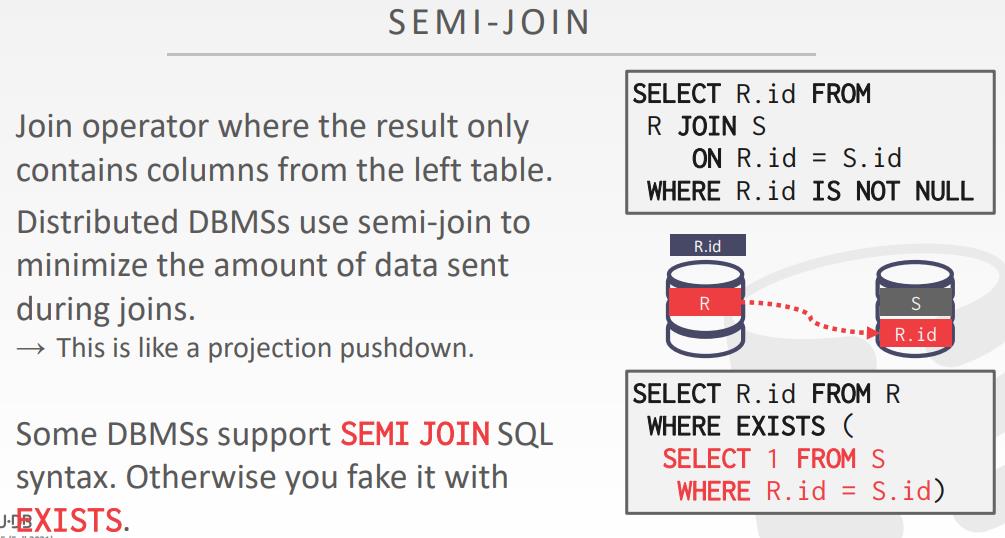 SEMI-JOIN
Join operator where the result only
contains columns from the left table.
Distributed DBMSs use semi-join to
minimize the amount of data sent
during joins.
→ This is like a projection pushdown.
Some DBMSs support SEMI JOIN SQL
syntax. Otherwise you fake it with
EXISTS.
SELECT R.id FROM
R JOIN S
ON R.id = S.id
WHERE R.id IS NOT NULL
R.id
R
S
R.id
SELECT R.id FROM R
WHERE EXISTS (
SELECT 1 FROM S
WHERE R.id = S.id)